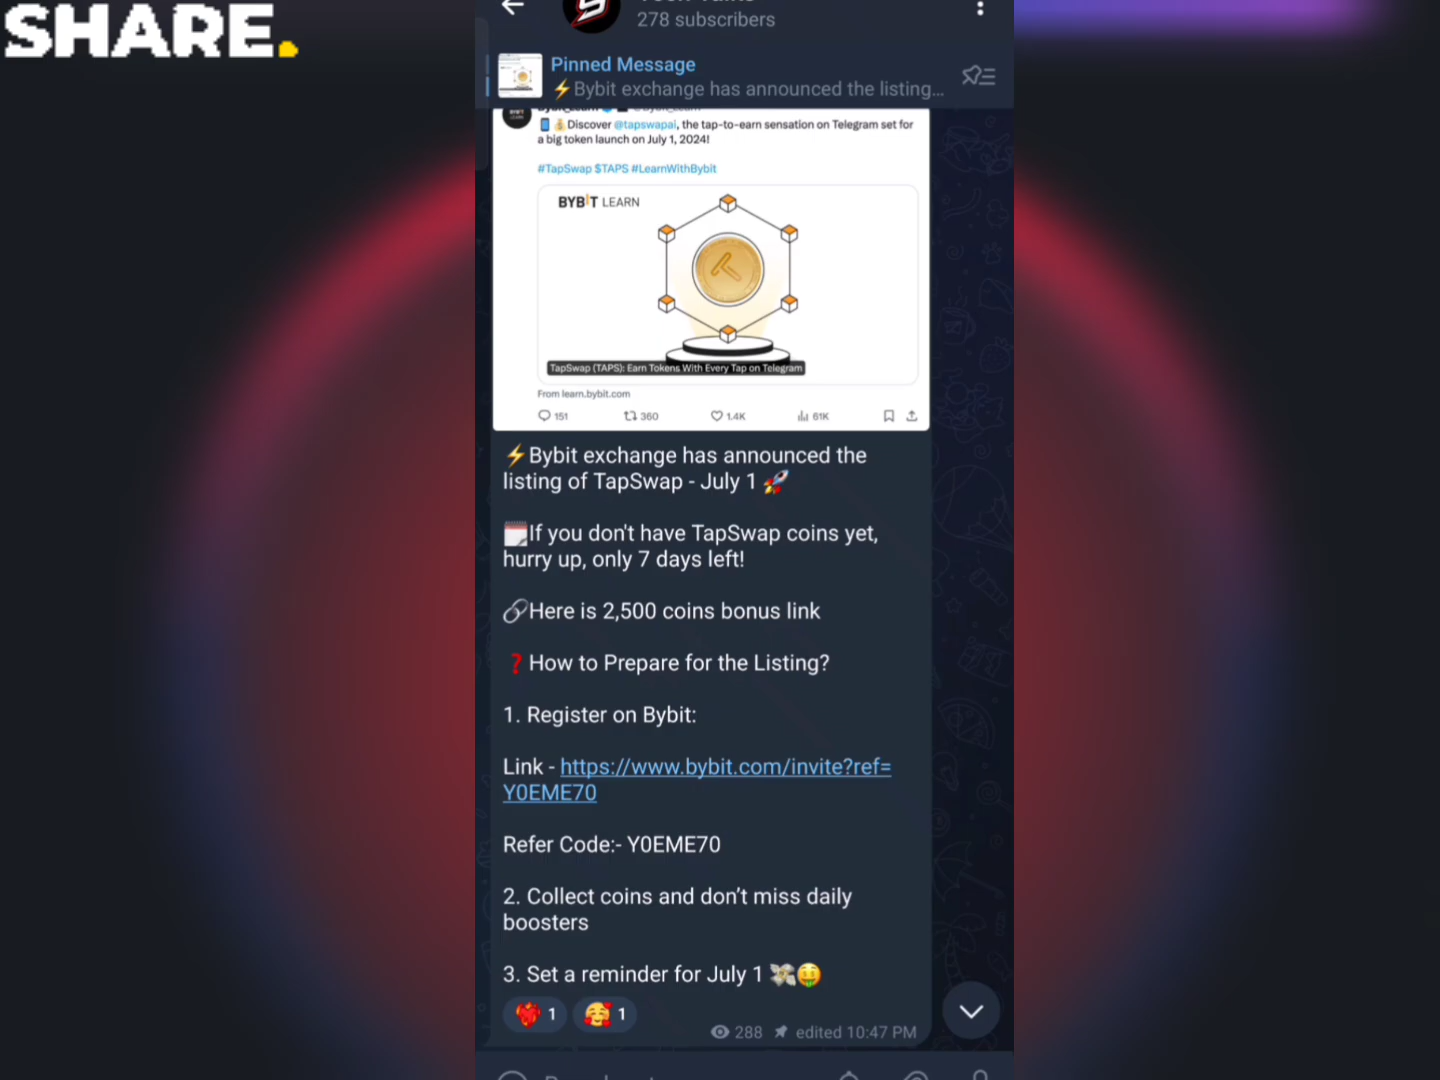 SHARE.
278 subscribers
Pinned Message
⚡Bybit exchange has announced the listing...
📱💰Discover @tapswapai, the tap-to-earn sensation on Telegram set for
a big token launch on July 1, 2024!
#TapSwap $TAPS #LearnWithBybit
BYBIT LEARN
TapSwap (TAPS): Earn Tokens With Every Tap on Telegram
From learn.bybit.com
151 360 1.4K 61K
⚡Bybit exchange has announced the
listing of TapSwap - July 1 🚀
🗓️If you don't have TapSwap coins yet,
hurry up, only 7 days left!
🔗Here is 2,500 coins bonus link
❓How to Prepare for the Listing?
1. Register on Bybit:
Link - https://www.bybit.com/invite?ref=
Y0EME70
Refer Code:- Y0EME70
2. Collect coins and don’t miss daily
boosters
3. Set a reminder for July 1 💸🤑
1 1
288 edited 10:47 PM